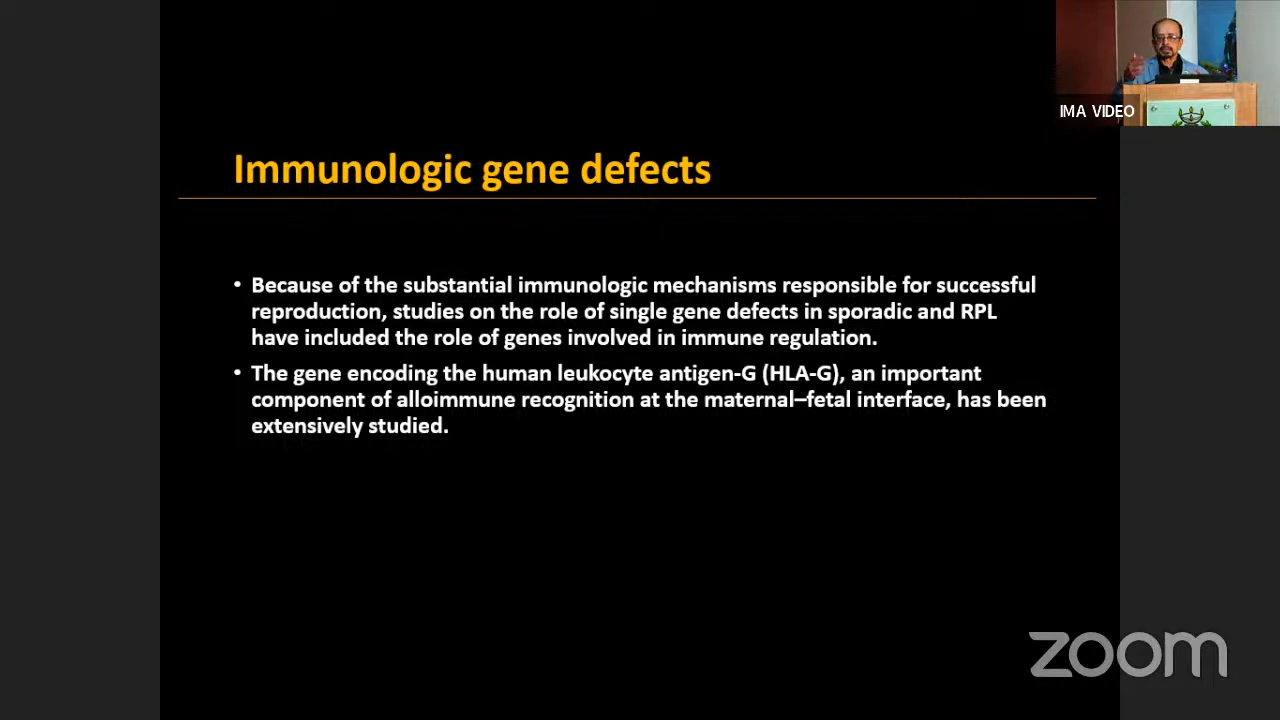 IMA VIDEO
Immunologic gene defects
• Because of the substantial immunologic mechanisms responsible for successful
reproduction, studies on the role of single gene defects in sporadic and RPL
have included the role of genes involved in immune regulation.
• The gene encoding the human leukocyte antigen-G (HLA-G), an important
component of alloimmune recognition at the maternal–fetal interface, has been
extensively studied.
zoom